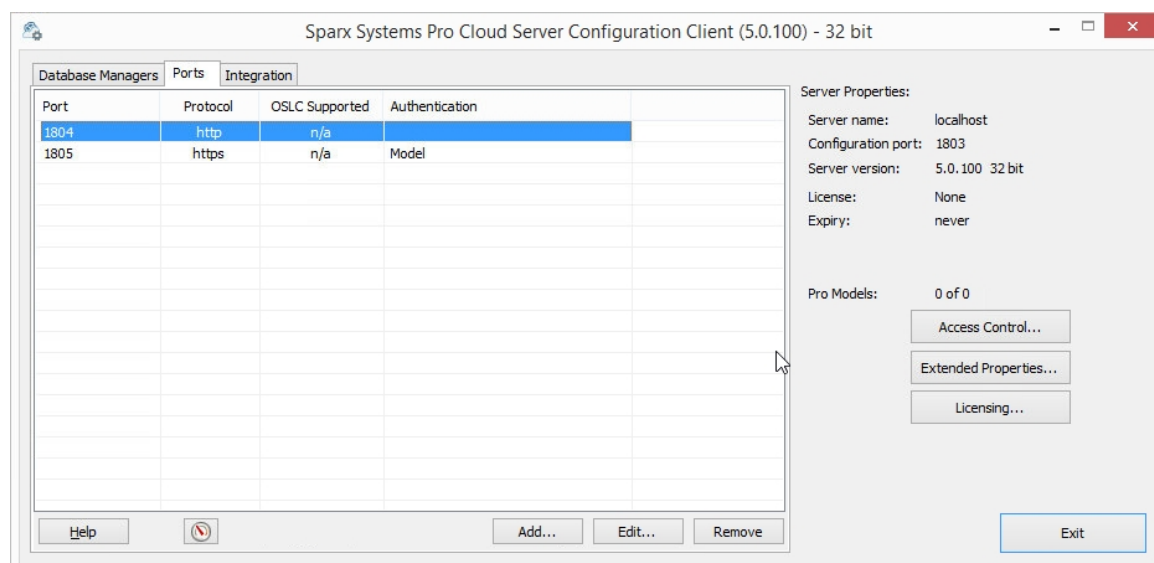 Sparx Systems Pro Cloud Server Configuration Client (5.0.100) - 32 bit
Database Managers Ports Integration
Port Protocol OSLC Supported Authentication
1804 http n/a
1805 https n/a Model
Help Add... Edit... Remove
Server Properties:
Server name: localhost
Configuration port: 1803
Server version: 5.0.100 32 bit
License: None
Expiry: never
Pro Models: 0 of 0
Access Control...
Extended Properties...
Licensing...
Exit